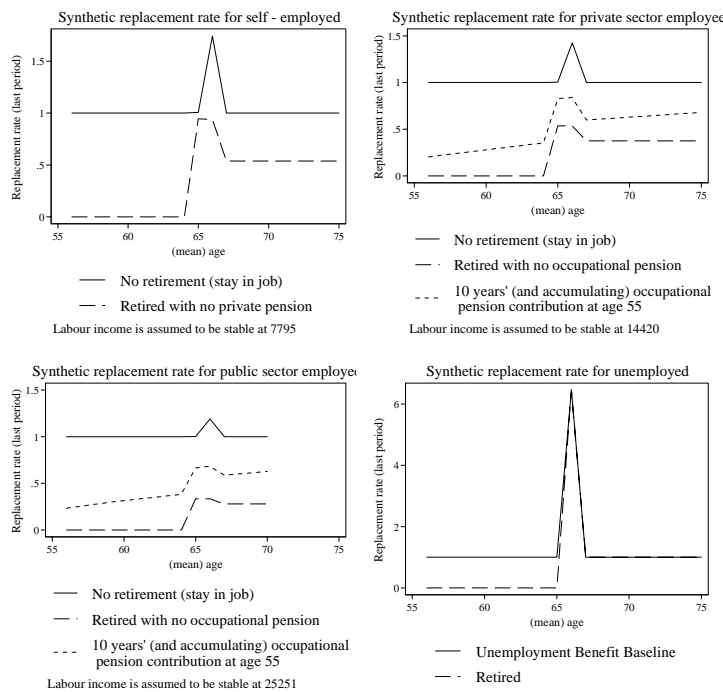 Synthetic replacement rate for self - employed
Replacement rate (last period)
1.5
1
.5
0
55 60 65 70 75
(mean) age
No retirement (stay in job)
Retired with no private pension
Labour income is assumed to be stable at 7795
Synthetic replacement rate for private sector employee
Replacement rate (last period)
1.5
1
.5
0
55 60 65 70 75
(mean) age
No retirement (stay in job)
Retired with no occupational pension
10 years' (and accumulating) occupational
pension contribution at age 55
Labour income is assumed to be stable at 14420
Synthetic replacement rate for public sector employee
Replacement rate (last period)
1.5
1
.5
0
55 60 65 70 75
(mean) age
No retirement (stay in job)
Retired with no occupational pension
10 years' (and accumulating) occupational
pension contribution at age 55
Labour income is assumed to be stable at 25251
Synthetic replacement rate for unemployed
Replacement rate (last period)
6
4
2
0
55 60 65 70 75
(mean) age
Unemployment Benefit Baseline
Retired